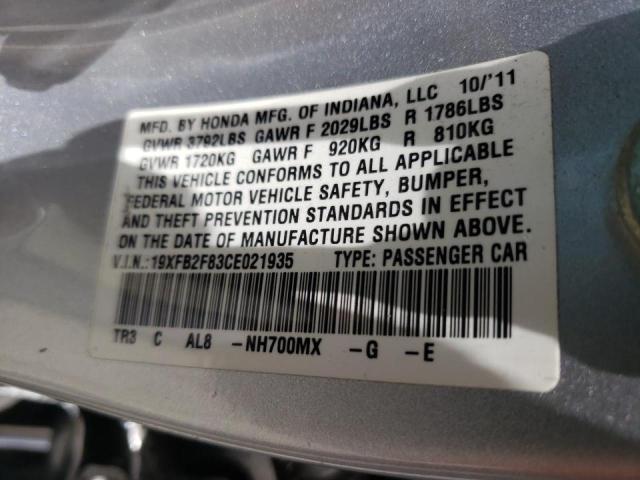 MFD. BY HONDA MFG. OF INDIANA, LLC 10/'11
GVWR 3792LBS GAWR F 2029LBS R 1786LBS
GVWR 1720KG GAWR F 920KG R 810KG
THIS VEHICLE CONFORMS TO ALL APPLICABLE
FEDERAL MOTOR VEHICLE SAFETY, BUMPER,
AND THEFT PREVENTION STANDARDS IN EFFECT
ON THE DATE OF MANUFACTURE SHOWN ABOVE.
V.I.N.:19XFB2F83CE021935 TYPE: PASSENGER CAR
TR3 C AL8 -NH700MX -G -E